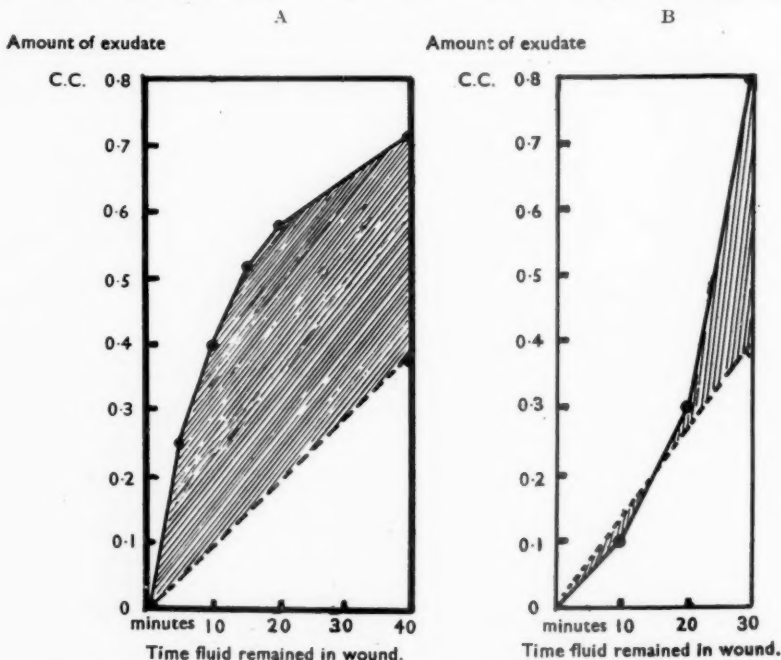 A
B
Amount of exudate
Amount of exudate
C.C. 0·8
0·7
0·6
0·5
0·4
0·3
0·2
0·1
0
minutes 10 20 30 40
Time fluid remained in wound.
C.C. 0·8
0·7
0·6
0·5
0·4
0·3
0·2
0·1
0
minutes 10 20 30
Time fluid remained in wound.